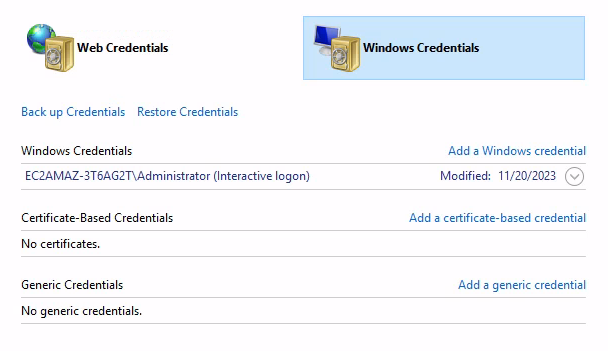 Web Credentials
Windows Credentials
Back up Credentials
Restore Credentials
Windows Credentials
Add a Windows credential
EC2AMAZ-3T6AG2T\Administrator (Interactive logon)
Modified: 11/20/2023
Certificate-Based Credentials
Add a certificate-based credential
No certificates.
Generic Credentials
Add a generic credential
No generic credentials.